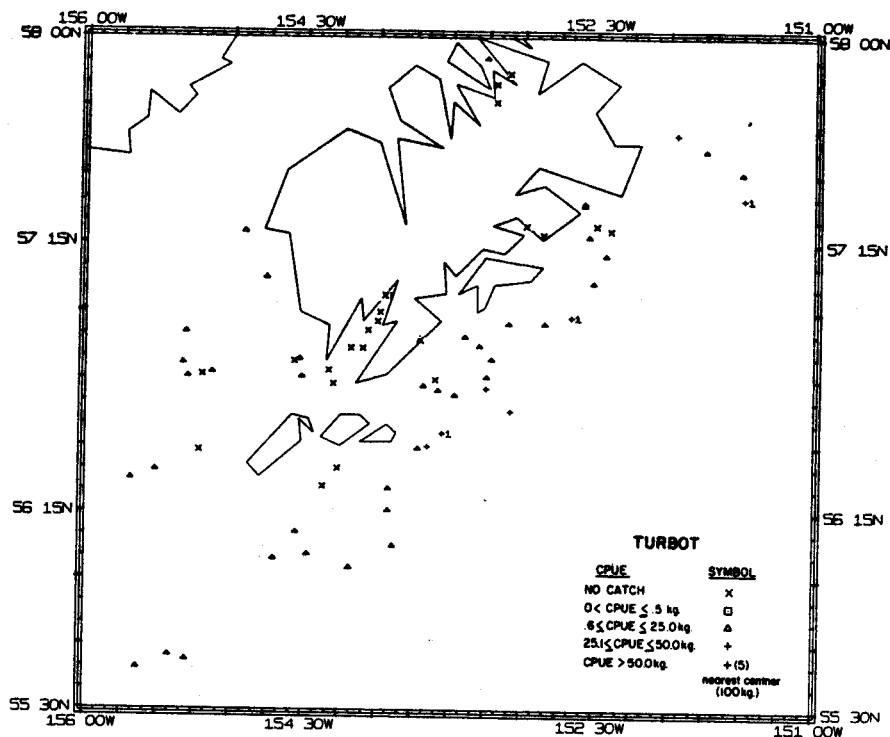 156 00W 154 30W 152 30W 151 00W
58 00N 58 00N
+1
57 15N 57 15N
+1
+1
56 15N 56 15N
TURBOT
CPUE SYMBOL
NO CATCH x
0 < CPUE ≤ .5 kg. □
.6 ≤ CPUE ≤ 25.0 kg. △
25.1 ≤ CPUE ≤ 50.0 kg. +
CPUE > 50.0 kg. + (5)
nearest centner
(100 kg.)
55 30N 55 30N
156 00W 154 30W 152 30W 151 00W